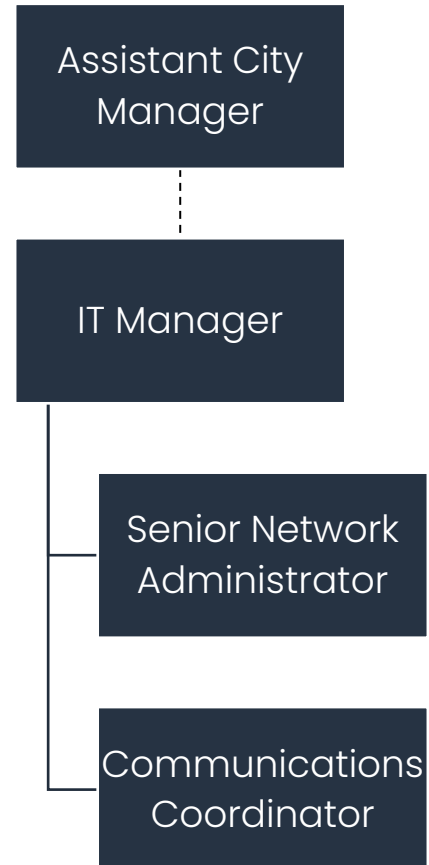 Assistant City
Manager
IT Manager
Senior Network
Administrator
Communications
Coordinator